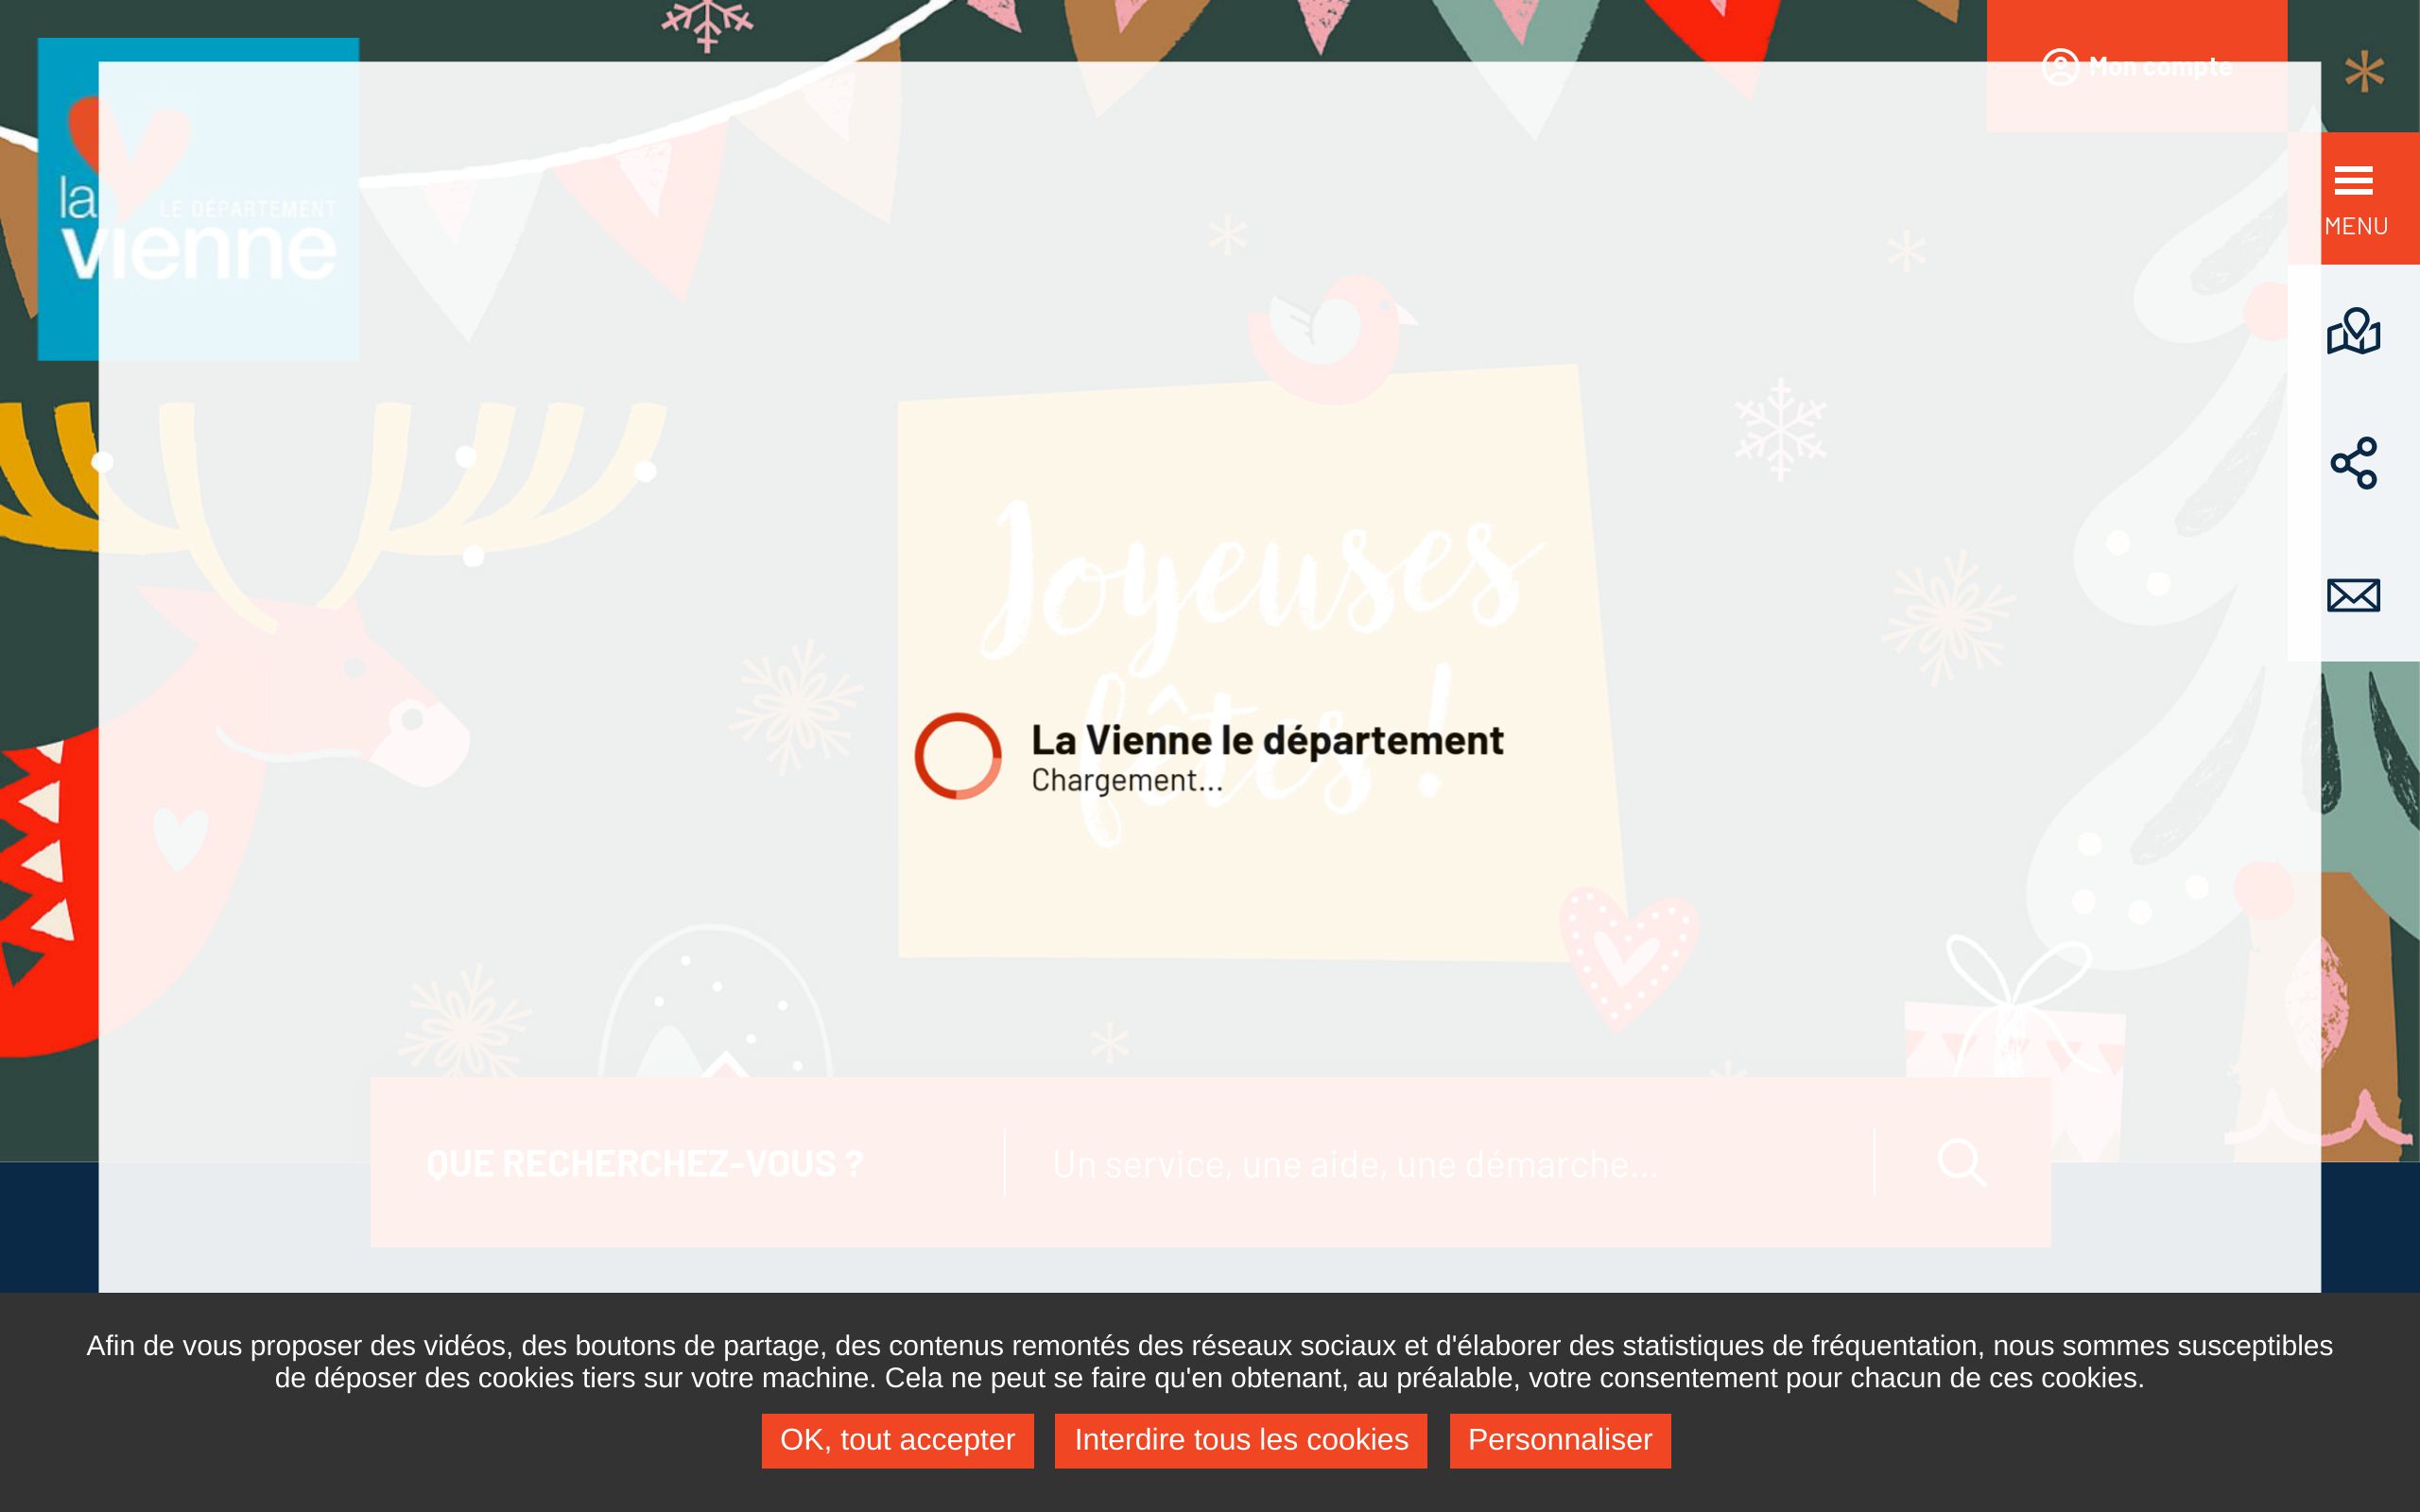 Mon compte
la
LE DÉPARTEMENT
vienne
MENU
Joyeuses
fêtes !
La Vienne le département
Chargement...
QUE RECHERCHEZ-VOUS ?
Un service, une aide, une démarche...
Afin de vous proposer des vidéos, des boutons de partage, des contenus remontés des réseaux sociaux et d'élaborer des statistiques de fréquentation, nous sommes susceptibles
de déposer des cookies tiers sur votre machine. Cela ne peut se faire qu'en obtenant, au préalable, votre consentement pour chacun de ces cookies.
OK, tout accepter
Interdire tous les cookies
Personnaliser